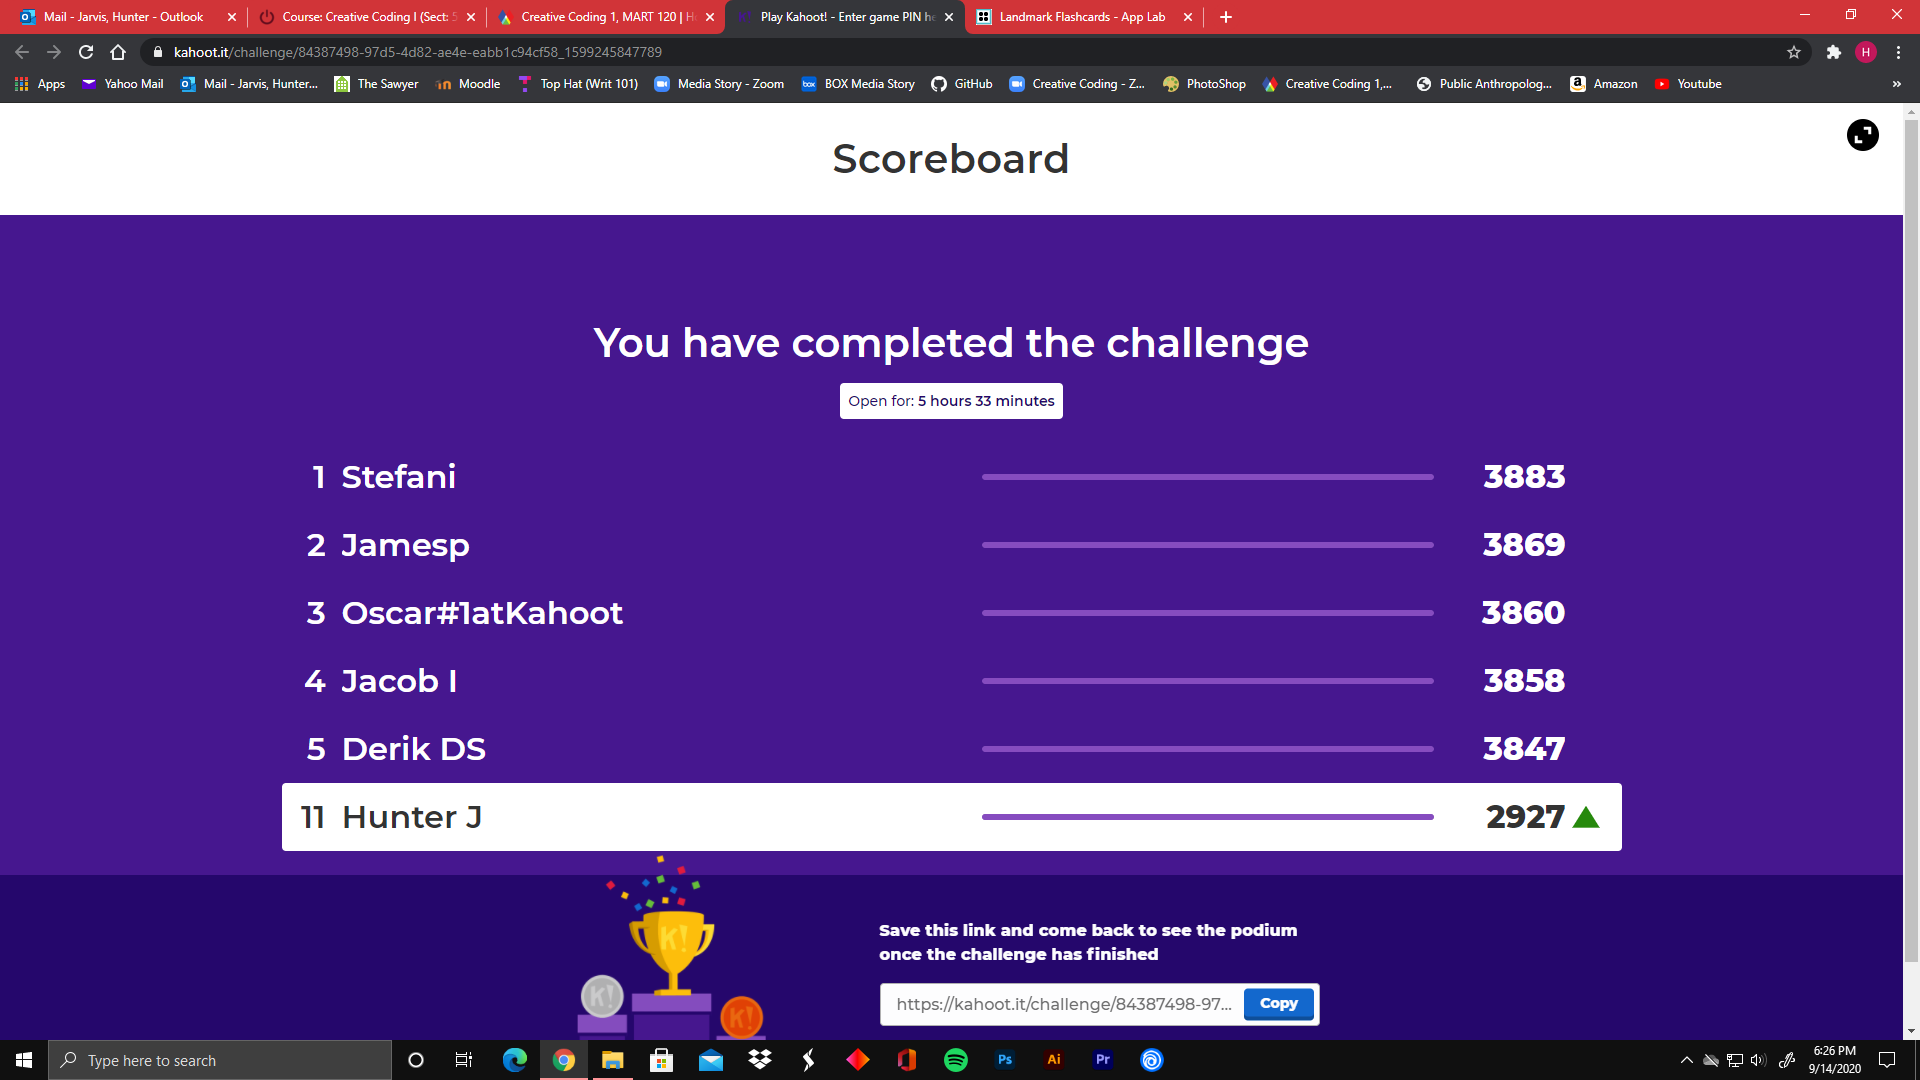 Mail - Jarvis, Hunter - Outlook
Course: Creative Coding I (Sect: 5
Creative Coding 1, MART 120 | H
Play Kahoot! - Enter game PIN he
Landmark Flashcards - App Lab
kahoot.it/challenge/84387498-97d5-4d82-ae4e-eabb1c94cf58_1599245847789
H
Apps
Yahoo Mail
Mail - Jarvis, Hunter...
The Sawyer
Moodle
Top Hat (Writ 101)
Media Story - Zoom
BOX Media Story
GitHub
Creative Coding - Z...
PhotoShop
Creative Coding 1,...
Public Anthropolog...
Amazon
Youtube
»
Scoreboard
You have completed the challenge
Open for: 5 hours 33 minutes
1 Stefani 3883
2 Jamesp 3869
3 Oscar#1atKahoot 3860
4 Jacob I 3858
5 Derik DS 3847
11 Hunter J 2927
K!
K!
K!
Save this link and come back to see the podium
once the challenge has finished
https://kahoot.it/challenge/84387498-97... Copy
Type here to search
Ps
Ai
Pr
6:26 PM
9/14/2020